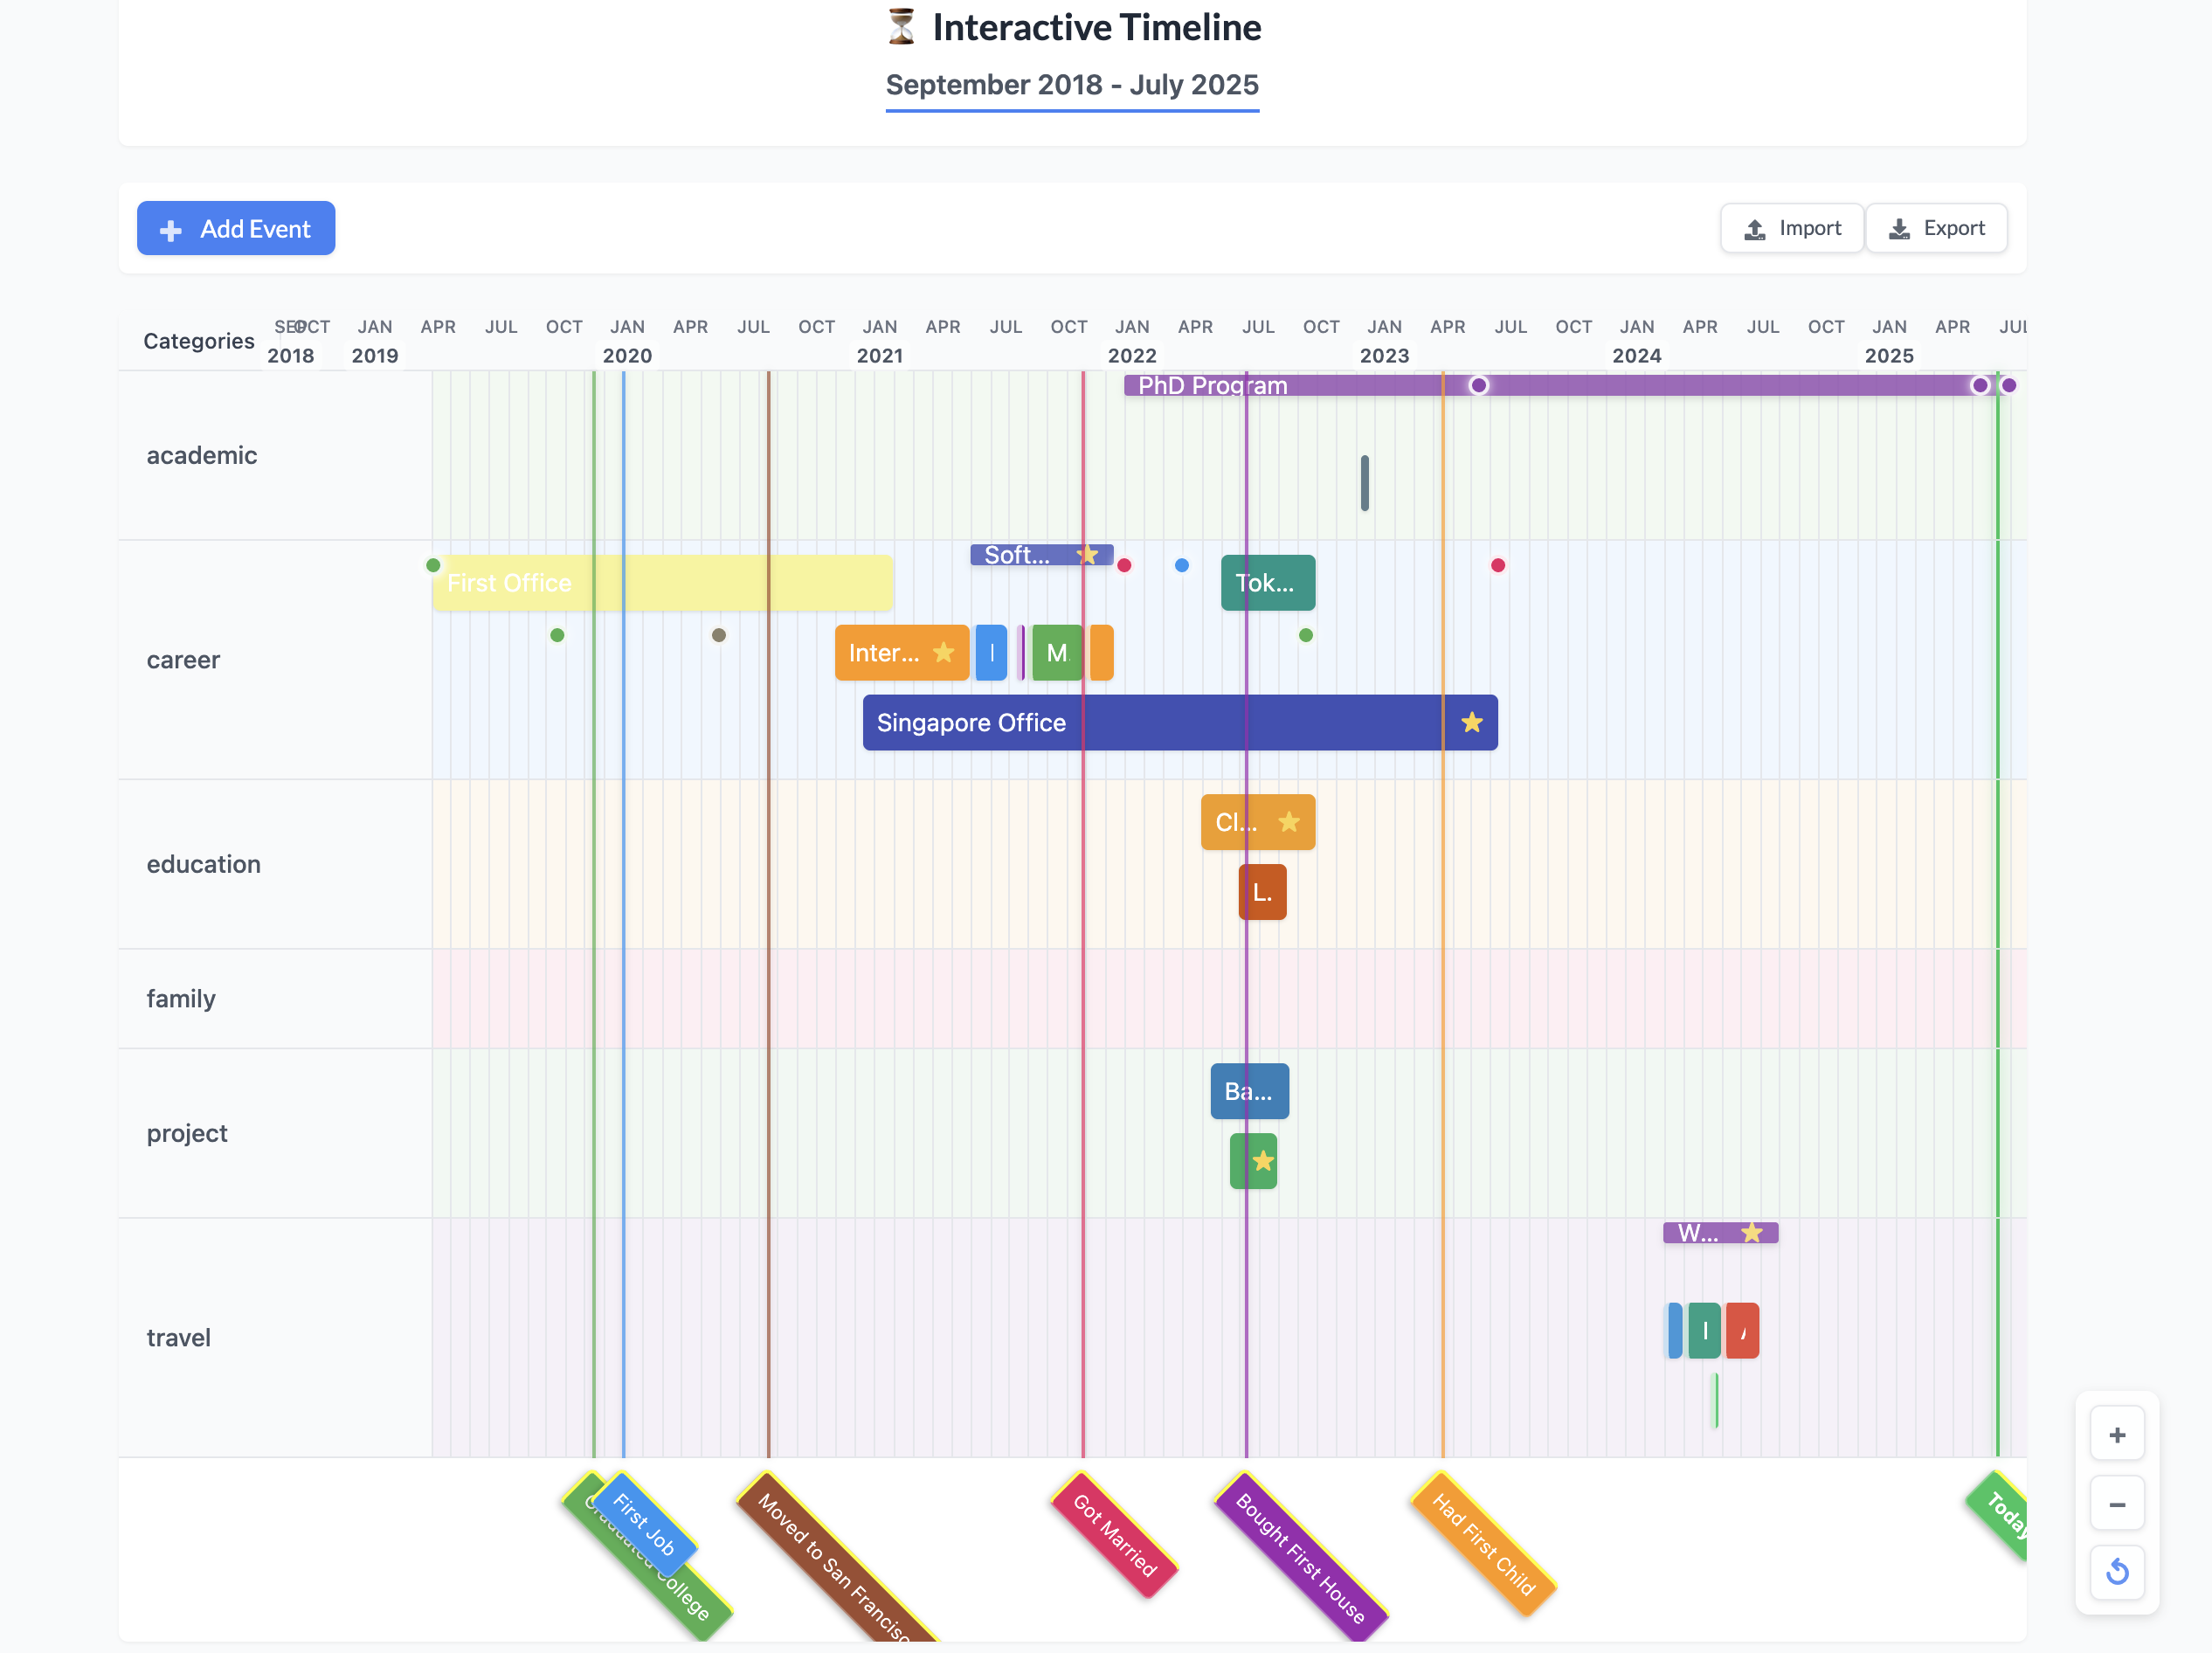 Interactive Timeline
September 2018 - July 2025
Add Event
Import
Export
Categories
SEP OCT JAN APR JUL OCT JAN APR JUL OCT JAN APR JUL OCT JAN APR JUL OCT JAN APR JUL OCT JAN APR JUL OCT JAN APR JUL
2018 2019 2020 2021 2022 2023 2024 2025
PhD Program
academic
Soft...
First Office
Tok...
career
Inter...
M.
Singapore Office
Cl...
education
L.
family
Ba...
project
W...
travel
Graduated College
First Job
Moved to San Francisc
Got Married
Bought First House
Had First Child
Today